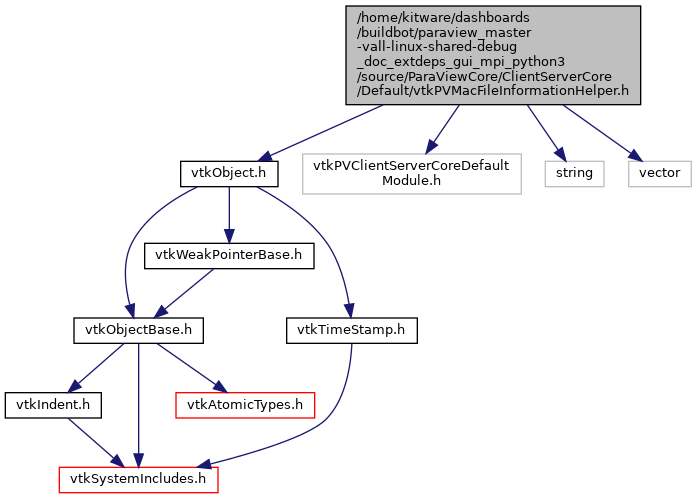 /home/kitware/dashboards
/buildbot/paraview_master
-vall-linux-shared-debug
_doc_extdeps_gui_mpi_python3
/source/ParaViewCore/ClientServerCore
/Default/vtkPVMacFileInformationHelper.h
vtkObject.h
vtkPVClientServerCoreDefault
Module.h
string
vector
vtkWeakPointerBase.h
vtkObjectBase.h
vtkTimeStamp.h
vtkIndent.h
vtkAtomicTypes.h
vtkSystemIncludes.h